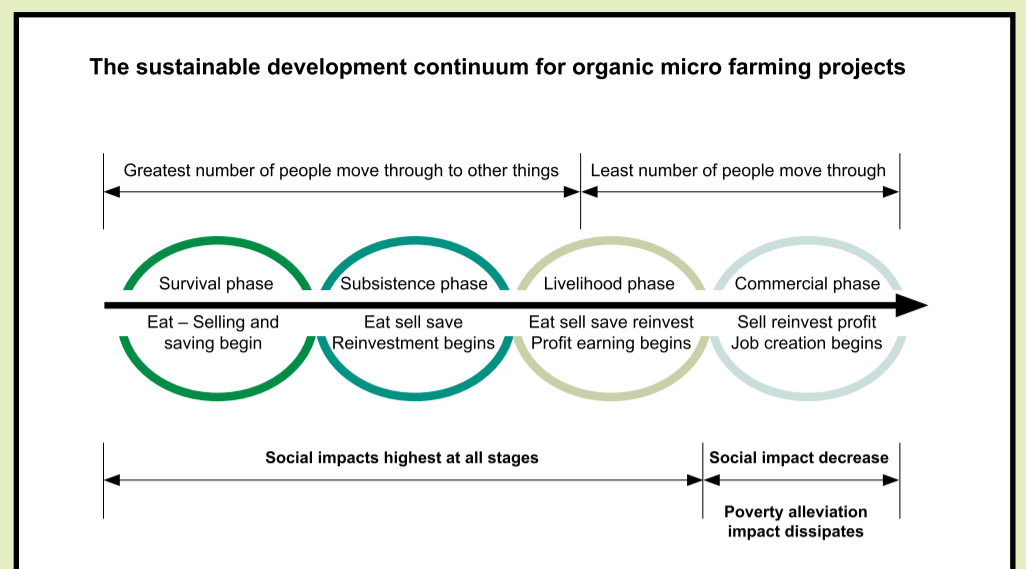 The sustainable development continuum for organic micro farming projects
Greatest number of people move through to other things
Least number of people move through
Survival phase
Subsistence phase
Livelihood phase
Commercial phase
Eat – Selling and
saving begin
Eat sell save
Reinvestment begins
Eat sell save reinvest
Profit earning begins
Sell reinvest profit
Job creation begins
Social impacts highest at all stages
Social impact decrease
Poverty alleviation
impact dissipates